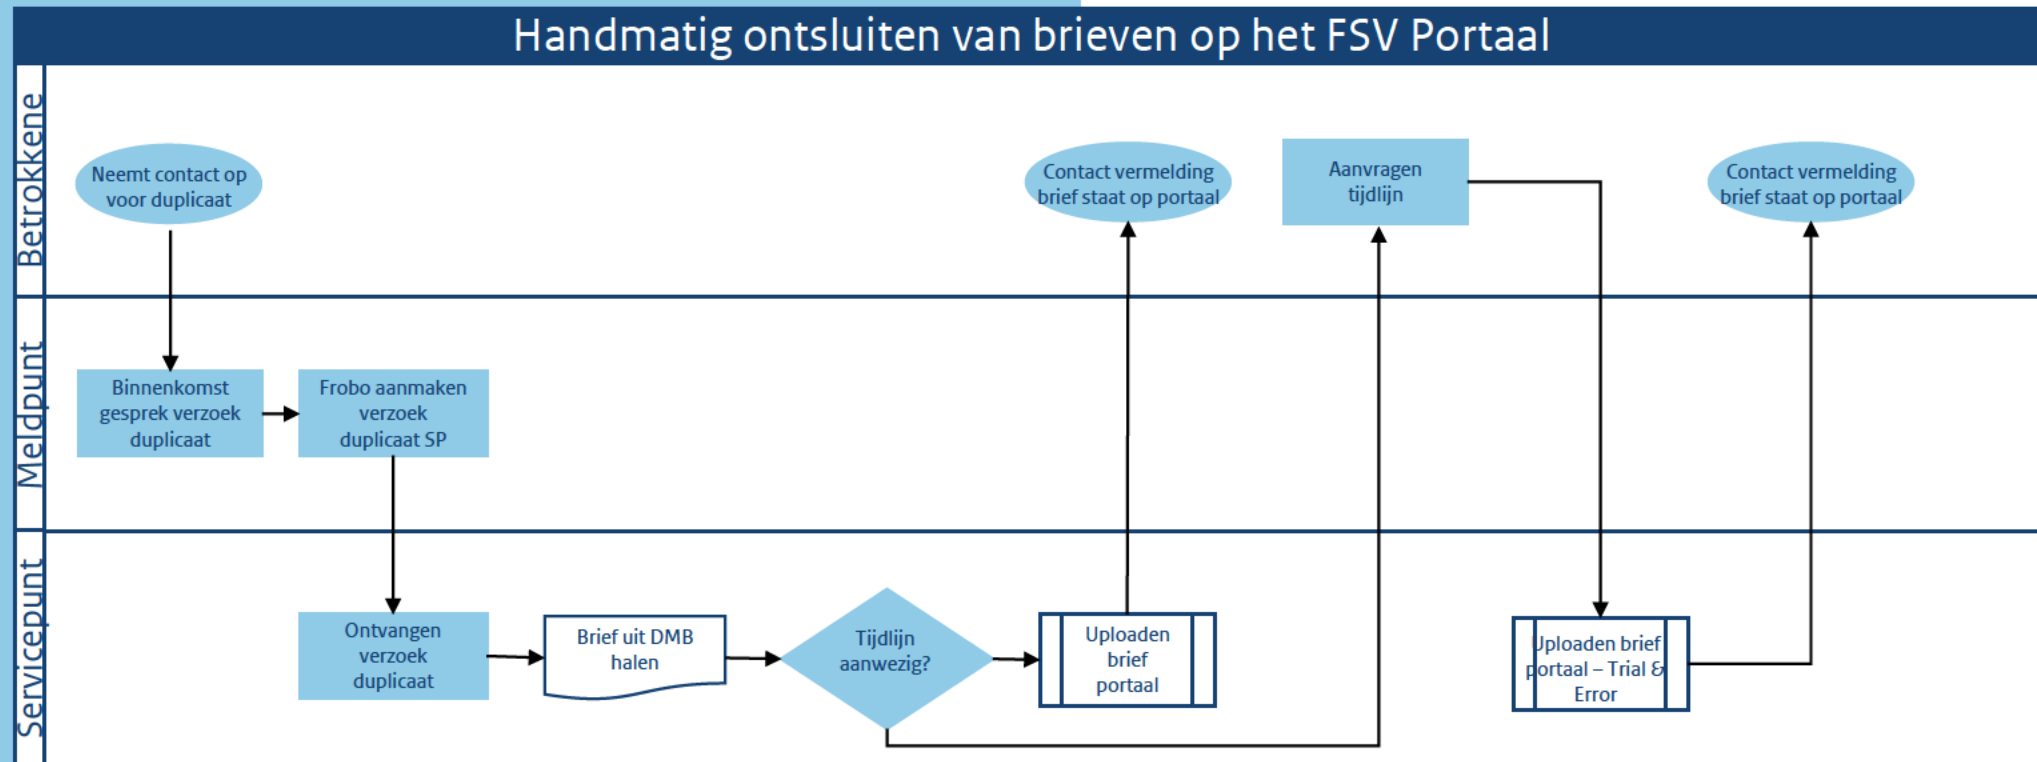 Handmatig ontsluiten van brieven op het FSV Portaal
Betrokkene
Neemt contact op
voor duplicaat
Contact vermelding
brief staat op portaal
Aanvragen
tijdlijn
Contact vermelding
brief staat op portaal
Meldpunt
Binnenkomst
gesprek verzoek
duplicaat
Frobo aanmaken
verzoek
duplicaat SP
Servicepunt
Ontvangen
verzoek
duplicaat
Brief uit DMB
halen
Tijdlijn
aanwezig?
Uploaden
brief
portaal
Uploaden brief
portaal – Trial &
Error